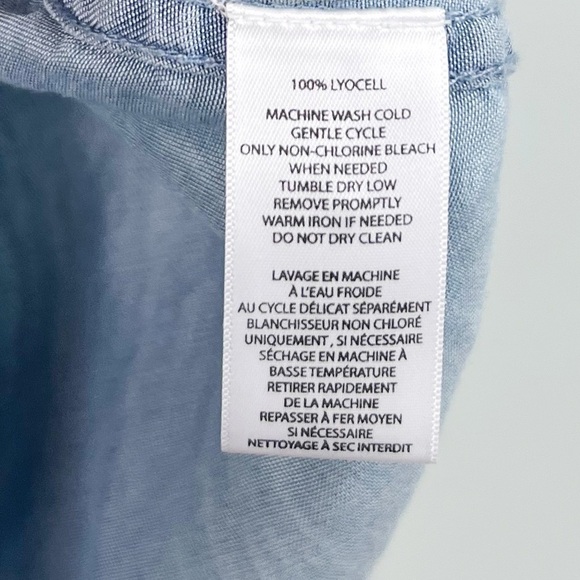 100% LYOCELL
MACHINE WASH COLD
GENTLE CYCLE
ONLY NON-CHLORINE BLEACH
WHEN NEEDED
TUMBLE DRY LOW
REMOVE PROMPTLY
WARM IRON IF NEEDED
DO NOT DRY CLEAN
LAVAGE EN MACHINE
À L'EAU FROIDE
AU CYCLE DÉLICAT SÉPARÉMENT
BLANCHISSEUR NON CHLORÉ
UNIQUEMENT, SI NÉCESSAIRE
SÉCHAGE EN MACHINE À
BASSE TEMPÉRATURE
RETIRER RAPIDEMENT
DE LA MACHINE
REPASSER À FER MOYEN
SI NÉCESSAIRE
NETTOYAGE À SEC INTERDIT